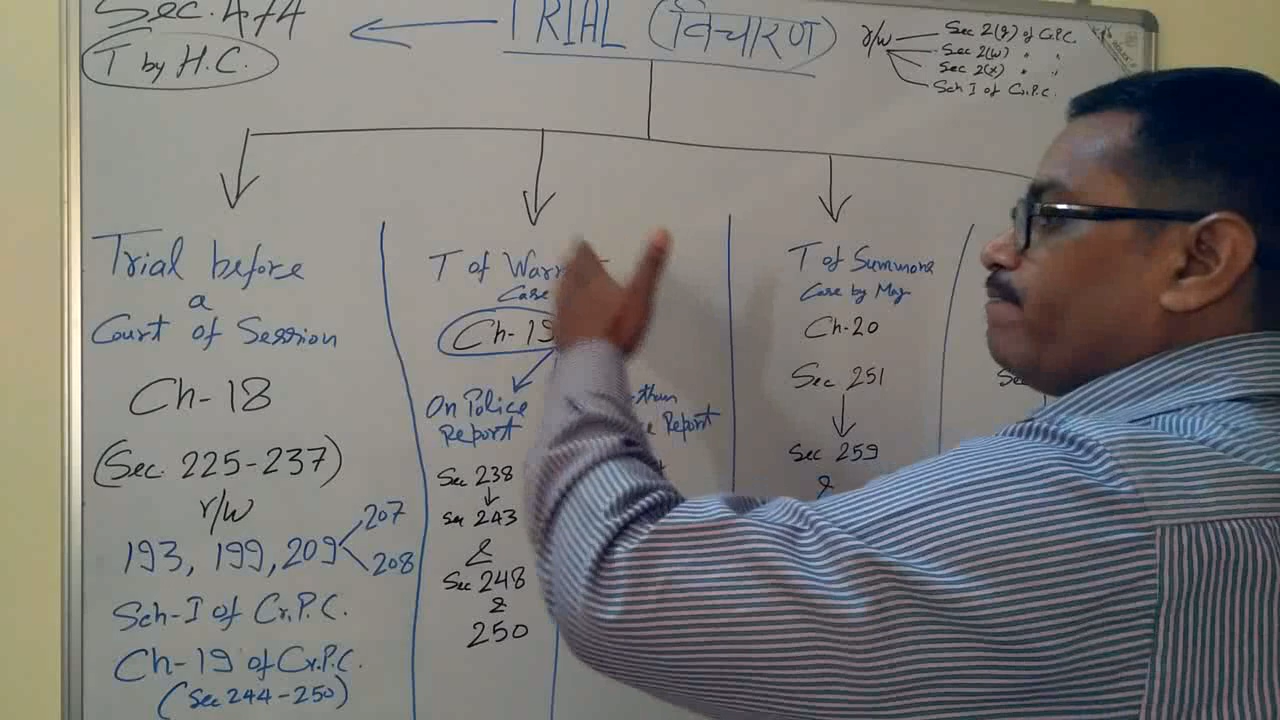 Sec. 474
T by H.C.
TRIAL (विचारण)
r/w
Sec 2(g) of Cr.P.C.
Sec 2(w) " "
Sec 2(x) " "
Sch I of Cr.P.C.
Trial before
a
Court of Session
Ch-18
(Sec. 225-237)
r/w
193, 199, 209
207
208
Sch-I of Cr.P.C.
Ch-19 of Cr.P.C.
(Sec 244-250)
T of
Case
Ch-19
On Police
Report
Sec 238
Sec 243
&
Sec 248
&
250
than
Report
T of Summons
Case by Mag
Ch-20
Sec 251
Sec 259
&
Sec